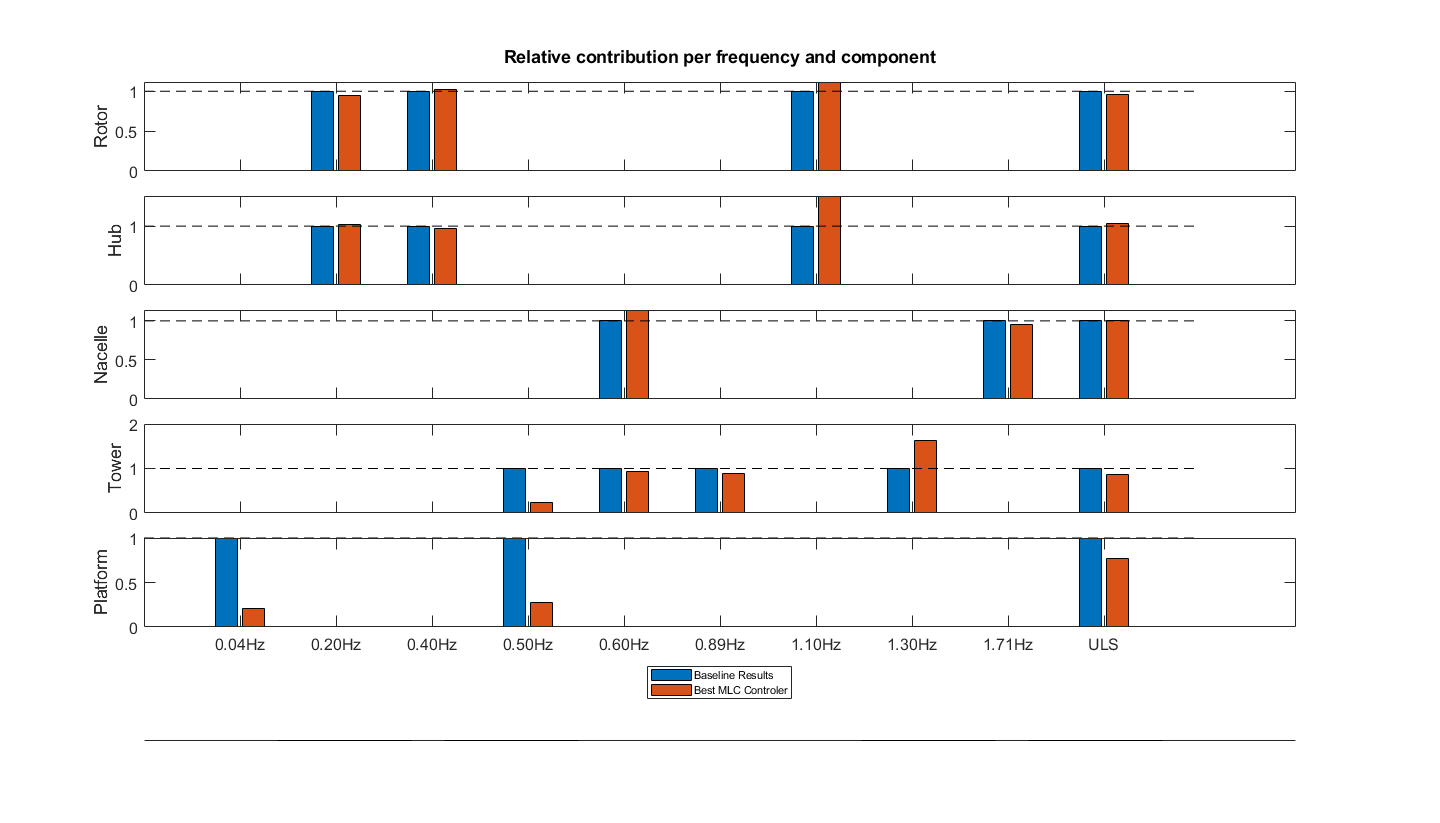 Relative contribution per frequency and component
Rotor
1
0.5
0
Hub
1
0
Nacelle
1
0.5
0
Tower
2
1
0
Platform
1
0.5
0
0.04Hz 0.20Hz 0.40Hz 0.50Hz 0.60Hz 0.89Hz 1.10Hz 1.30Hz 1.71Hz ULS
Baseline Results
Best MLC Controler